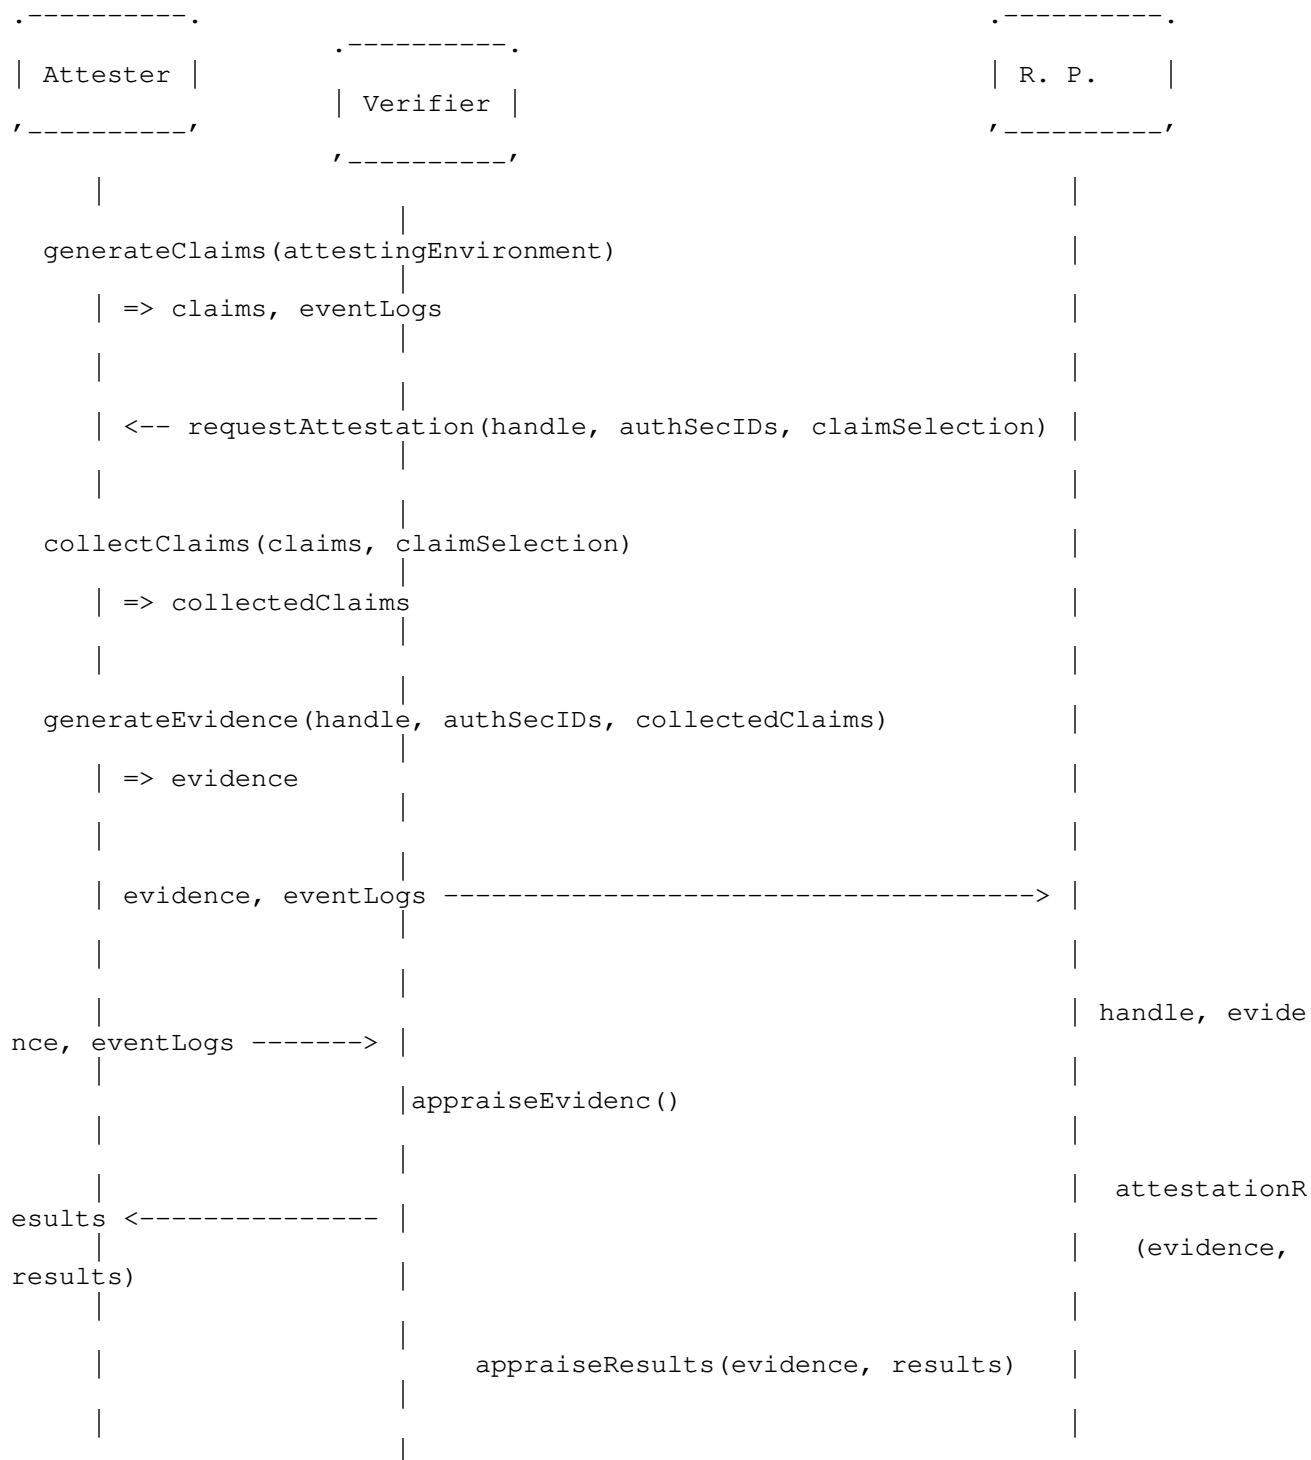 .----------. .----------.
.----------.
| Attester | | R. P. |
| Verifier |
'----------' '----------'
'----------'
| |
|
generateClaims(attestingEnvironment) |
|
| => claims, eventLogs |
|
| |
|
| <-- requestAttestation(handle, authSecIDs, claimSelection) |
|
| |
|
collectClaims(claims, claimSelection) |
|
| => collectedClaims |
|
| |
|
generateEvidence(handle, authSecIDs, collectedClaims) |
|
| => evidence |
|
| |
|
| evidence, eventLogs -------------------------------------> |
|
| |
|
| | handle, evide
nce, eventLogs -------> |
| |
|appraiseEvidenc()
| |
|
| | attestationR
esults <--------------- |
| | (evidence,
results) |
| |
|
| appraiseResults(evidence, results) |
|
| |
|